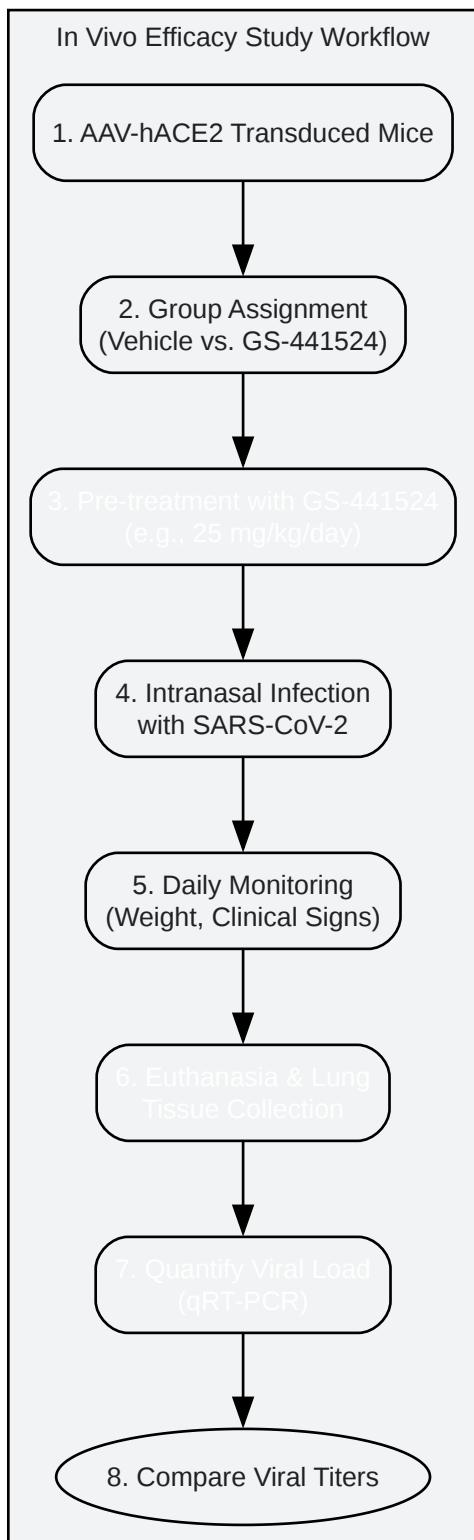 In Vivo Efficacy Study Workflow
1. AAV-hACE2 Transduced Mice
2. Group Assignment
(Vehicle vs. GS-441524)
3. Pre-treatment with GS-441524
(e.g., 25 mg/kg/day)
4. Intranasal Infection
with SARS-CoV-2
5. Daily Monitoring
(Weight, Clinical Signs)
6. Euthanasia & Lung
Tissue Collection
7. Quantify Viral Load
(qRT-PCR)
8. Compare Viral Titers